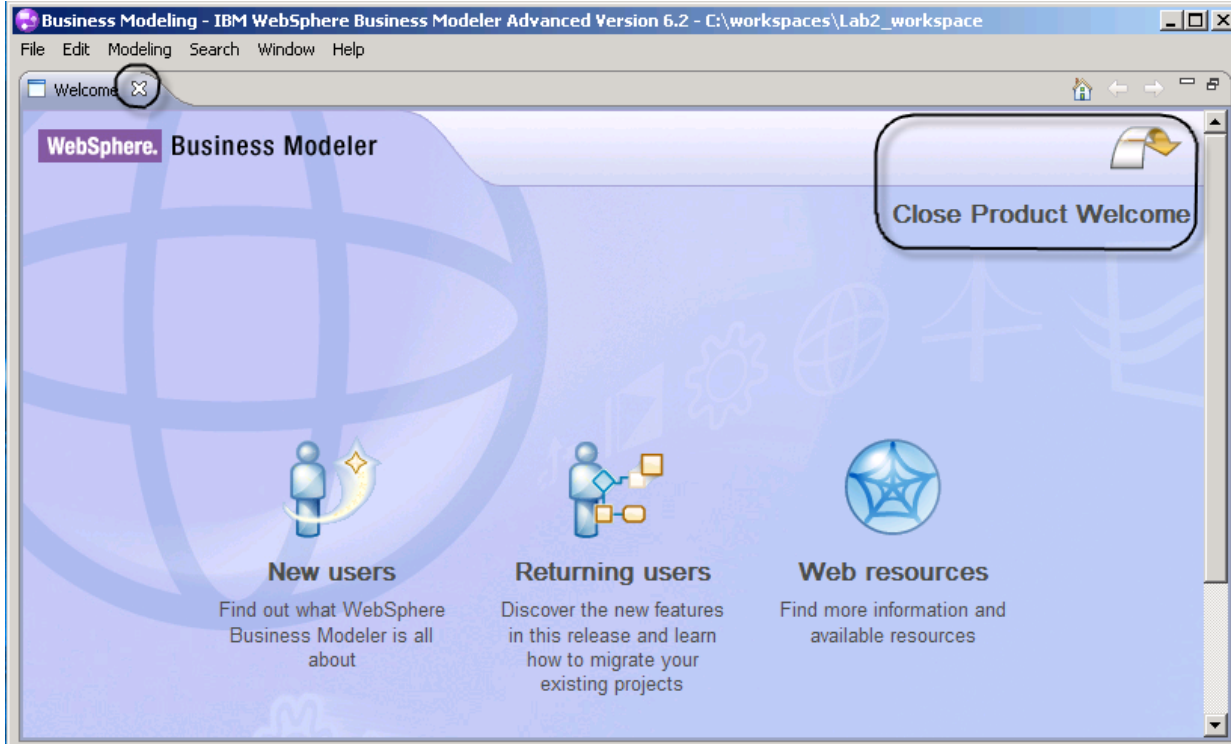 Business Modeling - IBM WebSphere Business Modeler Advanced Version 6.2 - C:\workspaces\Lab2_workspace
File Edit Modeling Search Window Help
Welcome
WebSphere. Business Modeler
Close Product Welcome
New users
Find out what WebSphere
Business Modeler is all
about
Returning users
Discover the new features
in this release and learn
how to migrate your
existing projects
Web resources
Find more information and
available resources